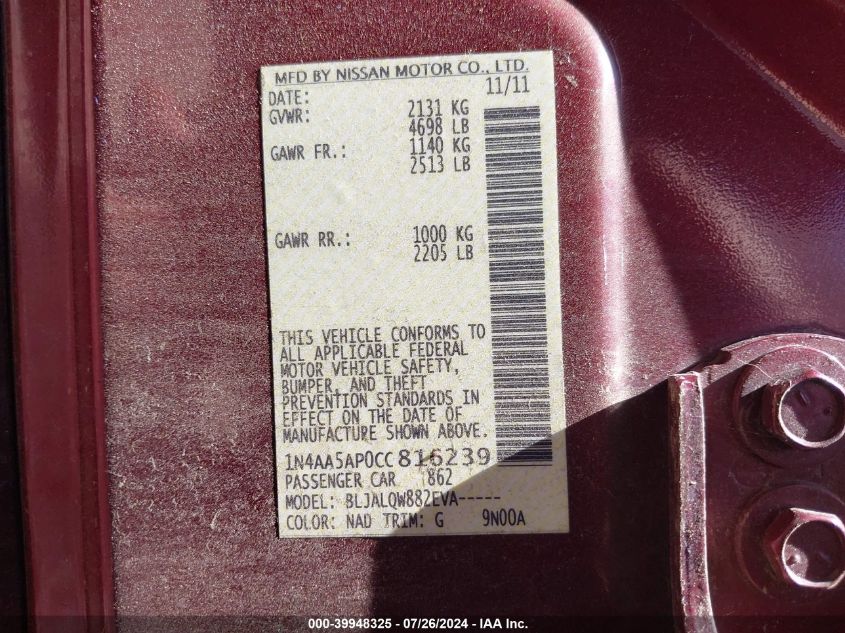 MFD BY NISSAN MOTOR CO., LTD.
DATE: 11/11
GVWR: 2131 KG
4698 LB
GAWR FR.: 1140 KG
2513 LB
GAWR RR.: 1000 KG
2205 LB
THIS VEHICLE CONFORMS TO
ALL APPLICABLE FEDERAL
MOTOR VEHICLE SAFETY,
BUMPER, AND THEFT
PREVENTION STANDARDS IN
EFFECT ON THE DATE OF
MANUFACTURE SHOWN ABOVE.
1N4AA5AP0CC816239
PASSENGER CAR 862
MODEL: BLJALQW882EVA-----
COLOR: NAD TRIM: G 9N00A
000-39948325 / 07/26/2024 - IAA Inc.